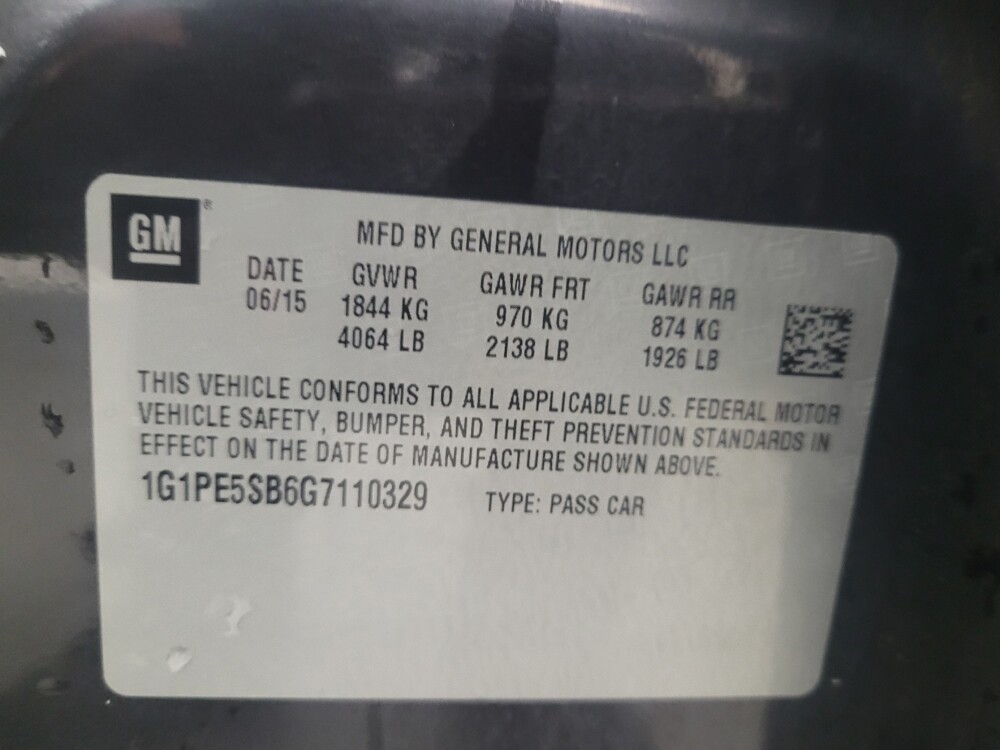 GM®
MFD BY GENERAL MOTORS LLC
DATE GVWR GAWR FRT GAWR RR
06/15 1844 KG 970 KG 874 KG
4064 LB 2138 LB 1926 LB
THIS VEHICLE CONFORMS TO ALL APPLICABLE U.S. FEDERAL MOTOR
VEHICLE SAFETY, BUMPER, AND THEFT PREVENTION STANDARDS IN
EFFECT ON THE DATE OF MANUFACTURE SHOWN ABOVE.
1G1PE5SB6G7110329 TYPE: PASS CAR